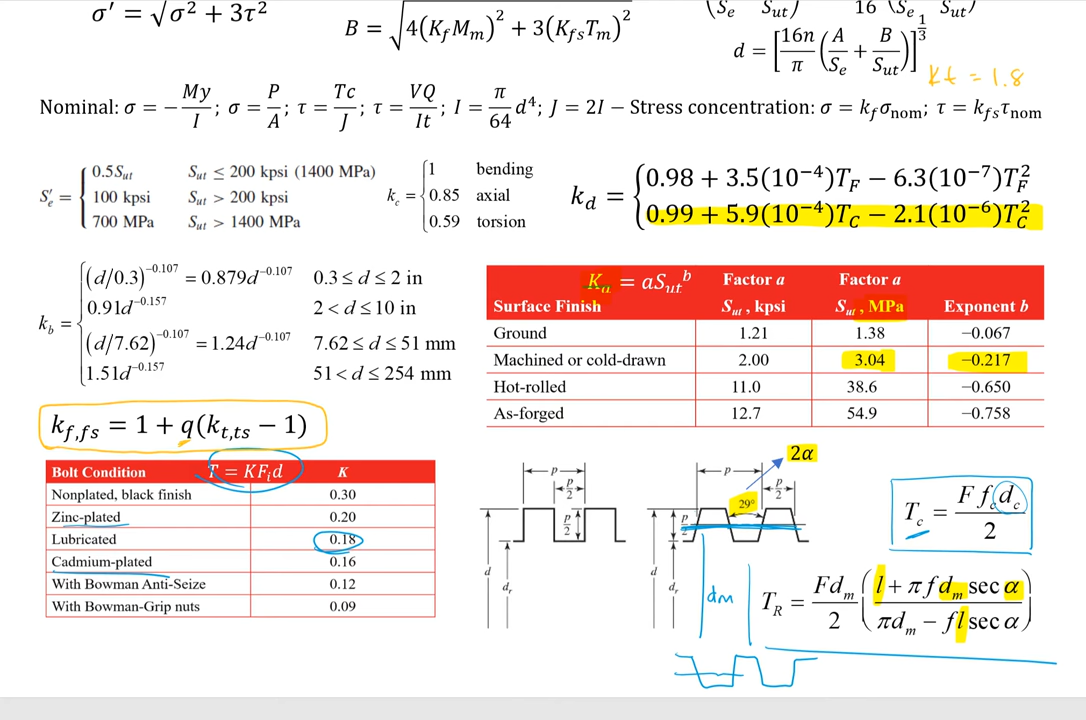 σ′ = √σ² + 3τ²
B = √4(K_f M_m)² + 3(K_fs T_m)²
(S_e S_ut) 16 (S_e S_ut)
d = [16n/π (A/S_e + B/S_ut)]^(1/3)
Kt = 1.8
Nominal: σ = −My/I; σ = P/A; τ = Tc/J; τ = VQ/It; I = π/64 d⁴; J = 2I − Stress concentration: σ = k_f σ_nom; τ = k_fs τ_nom
S′_e = { 0.5S_ut S_ut ≤ 200 kpsi (1400 MPa)
100 kpsi S_ut > 200 kpsi
700 MPa S_ut > 1400 MPa
k_c = { 1 bending
0.85 axial
0.59 torsion
k_d = { 0.98 + 3.5(10⁻⁴)T_F − 6.3(10⁻⁷)T_F²
0.99 + 5.9(10⁻⁴)T_C − 2.1(10⁻⁶)T_C²
k_b = { (d/0.3)^−0.107 = 0.879d^−0.107 0.3 ≤ d ≤ 2 in
0.91d^−0.157 2 < d ≤ 10 in
(d/7.62)^−0.107 = 1.24d^−0.107 7.62 ≤ d ≤ 51 mm
1.51d^−0.157 51 < d ≤ 254 mm
K_a = aS_ut^b Factor a Factor a
Surface Finish S_ut, kpsi S_ut, MPa Exponent b
Ground 1.21 1.38 −0.067
Machined or cold-drawn 2.00 3.04 −0.217
Hot-rolled 11.0 38.6 −0.650
As-forged 12.7 54.9 −0.758
k_f,fs = 1 + q(k_t,ts − 1)
Bolt Condition T = KF_i d K
Nonplated, black finish 0.30
Zinc-plated 0.20
Lubricated 0.18
Cadmium-plated 0.16
With Bowman Anti-Seize 0.12
With Bowman-Grip nuts 0.09
p
p/2
p/2
d
d_r
p
p/2
p/2
29°
2α
d
d_r
dm
T_c = F f_c d_c / 2
T_R = Fd_m/2 (l + πfd_m sec α / πd_m − fl sec α)